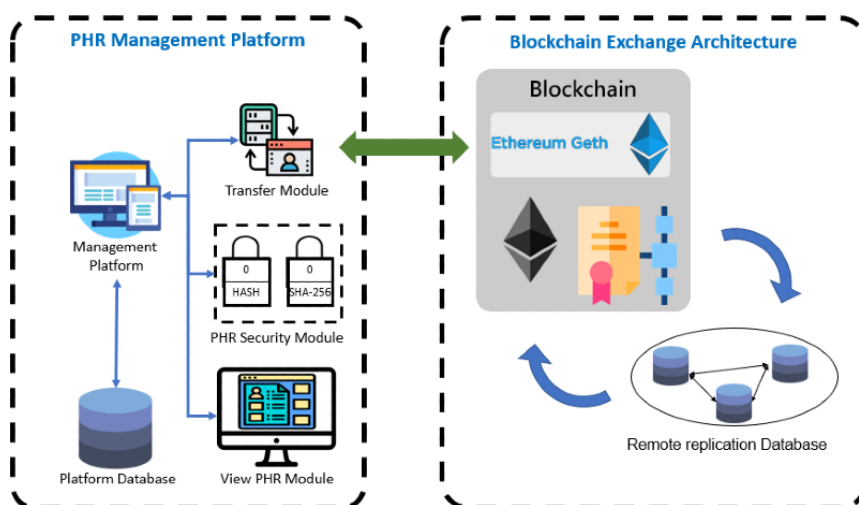 PHR Management Platform
Transfer Module
Management
Platform
0
HASH
0
SHA-256
PHR Security Module
Platform Database
View PHR Module
Blockchain Exchange Architecture
Blockchain
Ethereum Geth
Remote replication Database